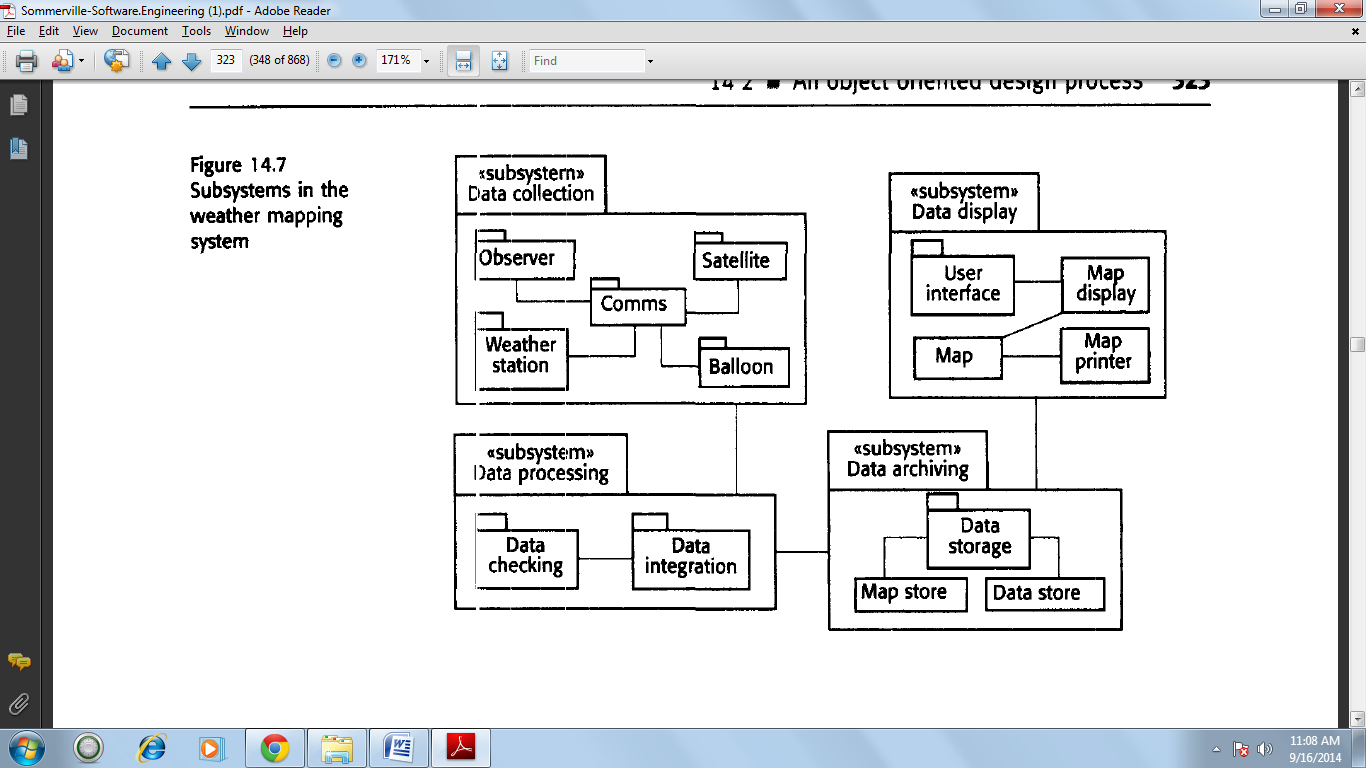 Sommerville-Software.Engineering (1).pdf - Adobe Reader
File Edit View Document Tools Window Help
323 (348 of 868) 171% Find
14 2 ■ An object oriented design process 323
Figure 14.7
Subsystems in the
weather mapping
system
«subsystem»
Data collection
Observer
Satellite
Comms
Weather
station
Balloon
«subsystem»
Data display
User
interface
Map
display
Map
Map
printer
«subsystem»
Data processing
Data
checking
Data
integration
«subsystem»
Data archiving
Data
storage
Map store
Data store
11:08 AM
9/16/2014